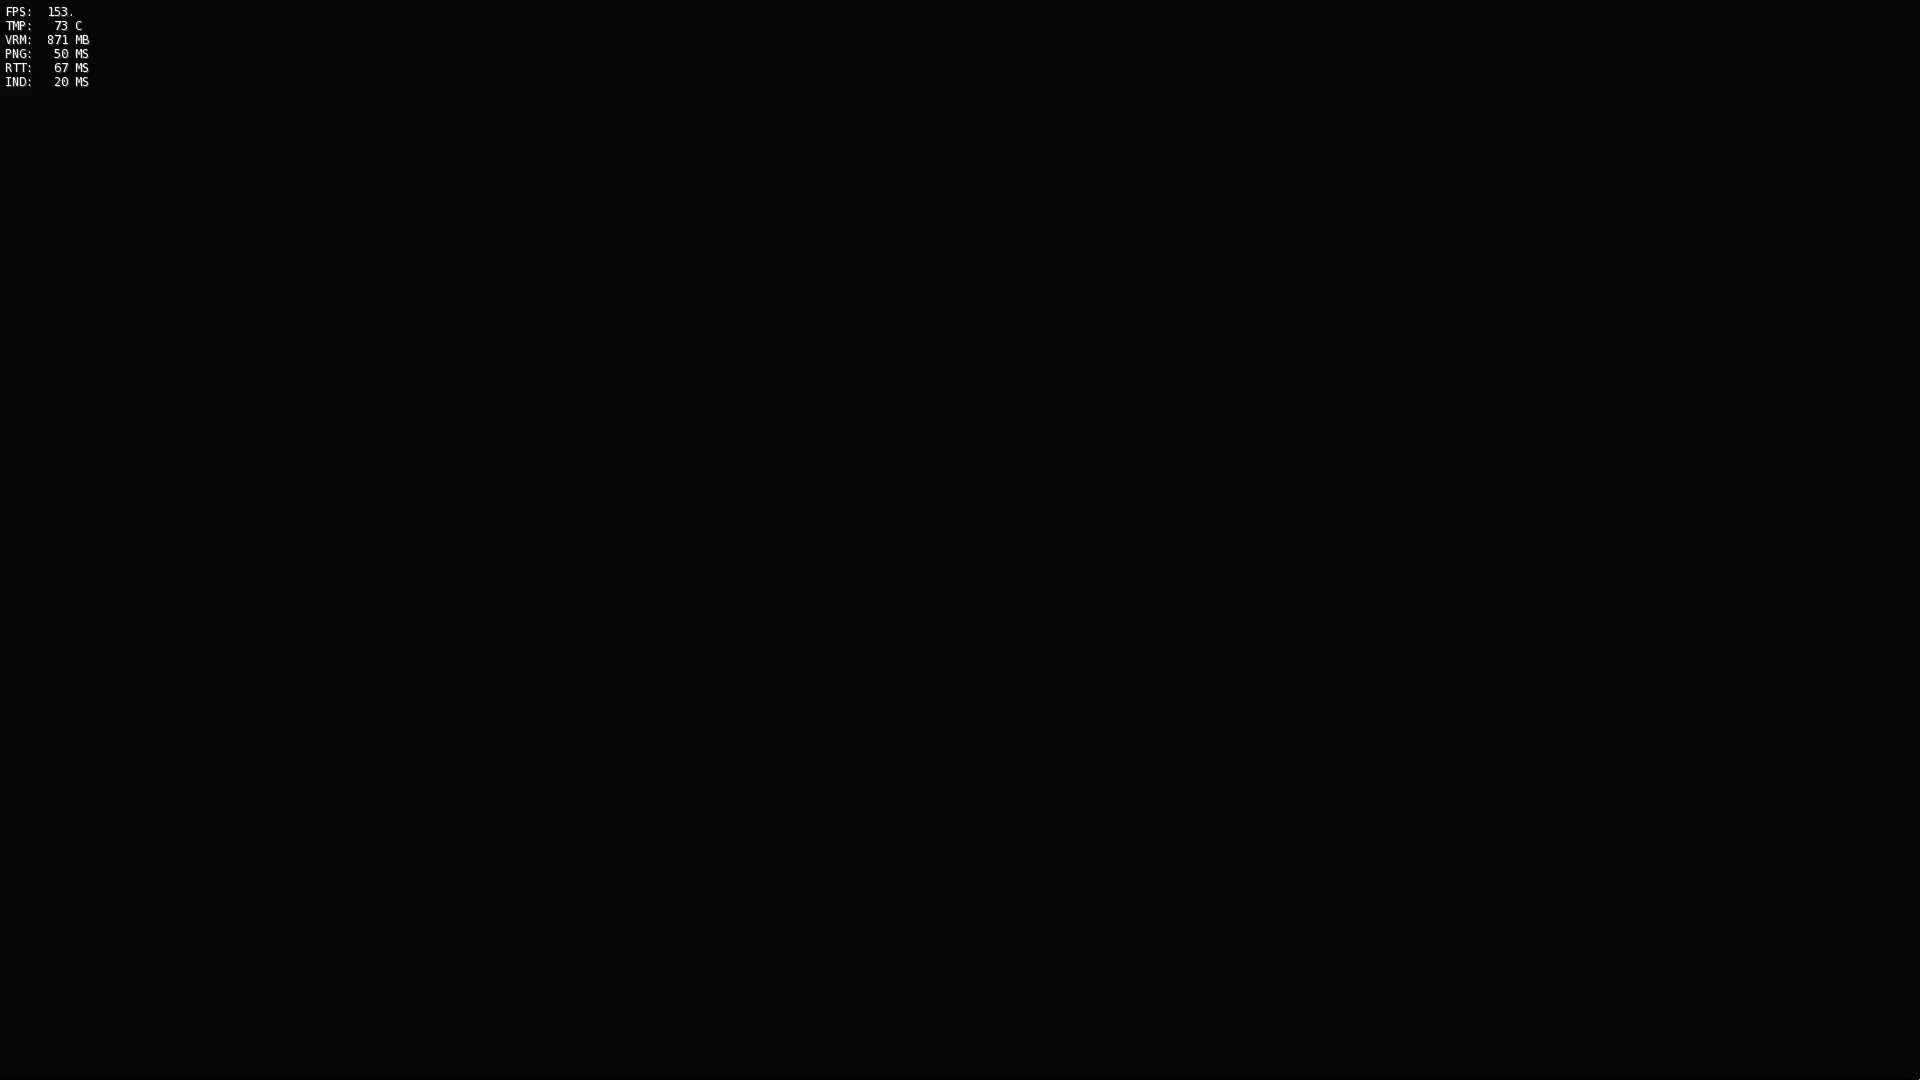 FPS: 153.
TMP: 73 C
VRM: 871 MB
PNG: 50 MS
RTT: 67 MS
IND: 20 MS